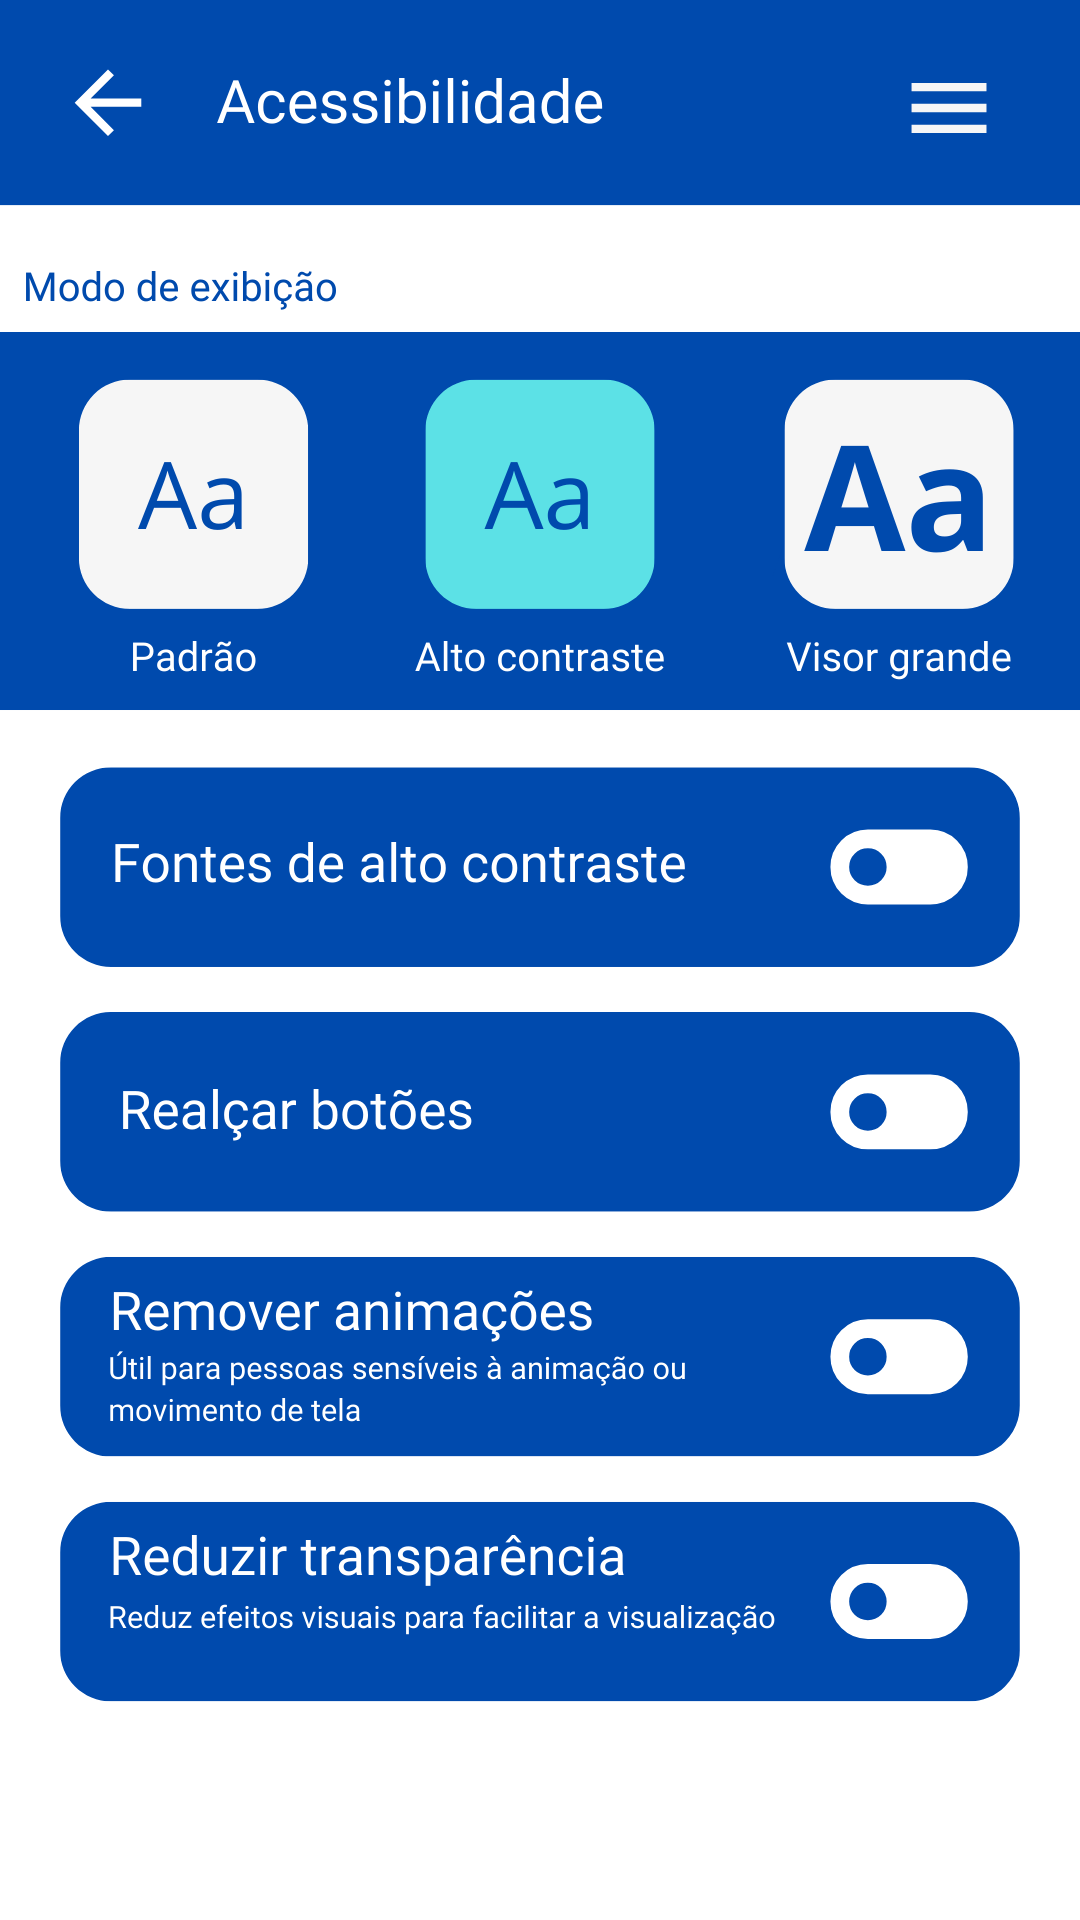 Acessibilidade
Modo de exibição
Aa
Aa
Aa
Padrão
Alto contraste
Visor grande
Fontes de alto contraste
Realçar botões
Remover animações
Útil para pessoas sensíveis à animação ou
movimento de tela
Reduzir transparência
Reduz efeitos visuais para facilitar a visualização